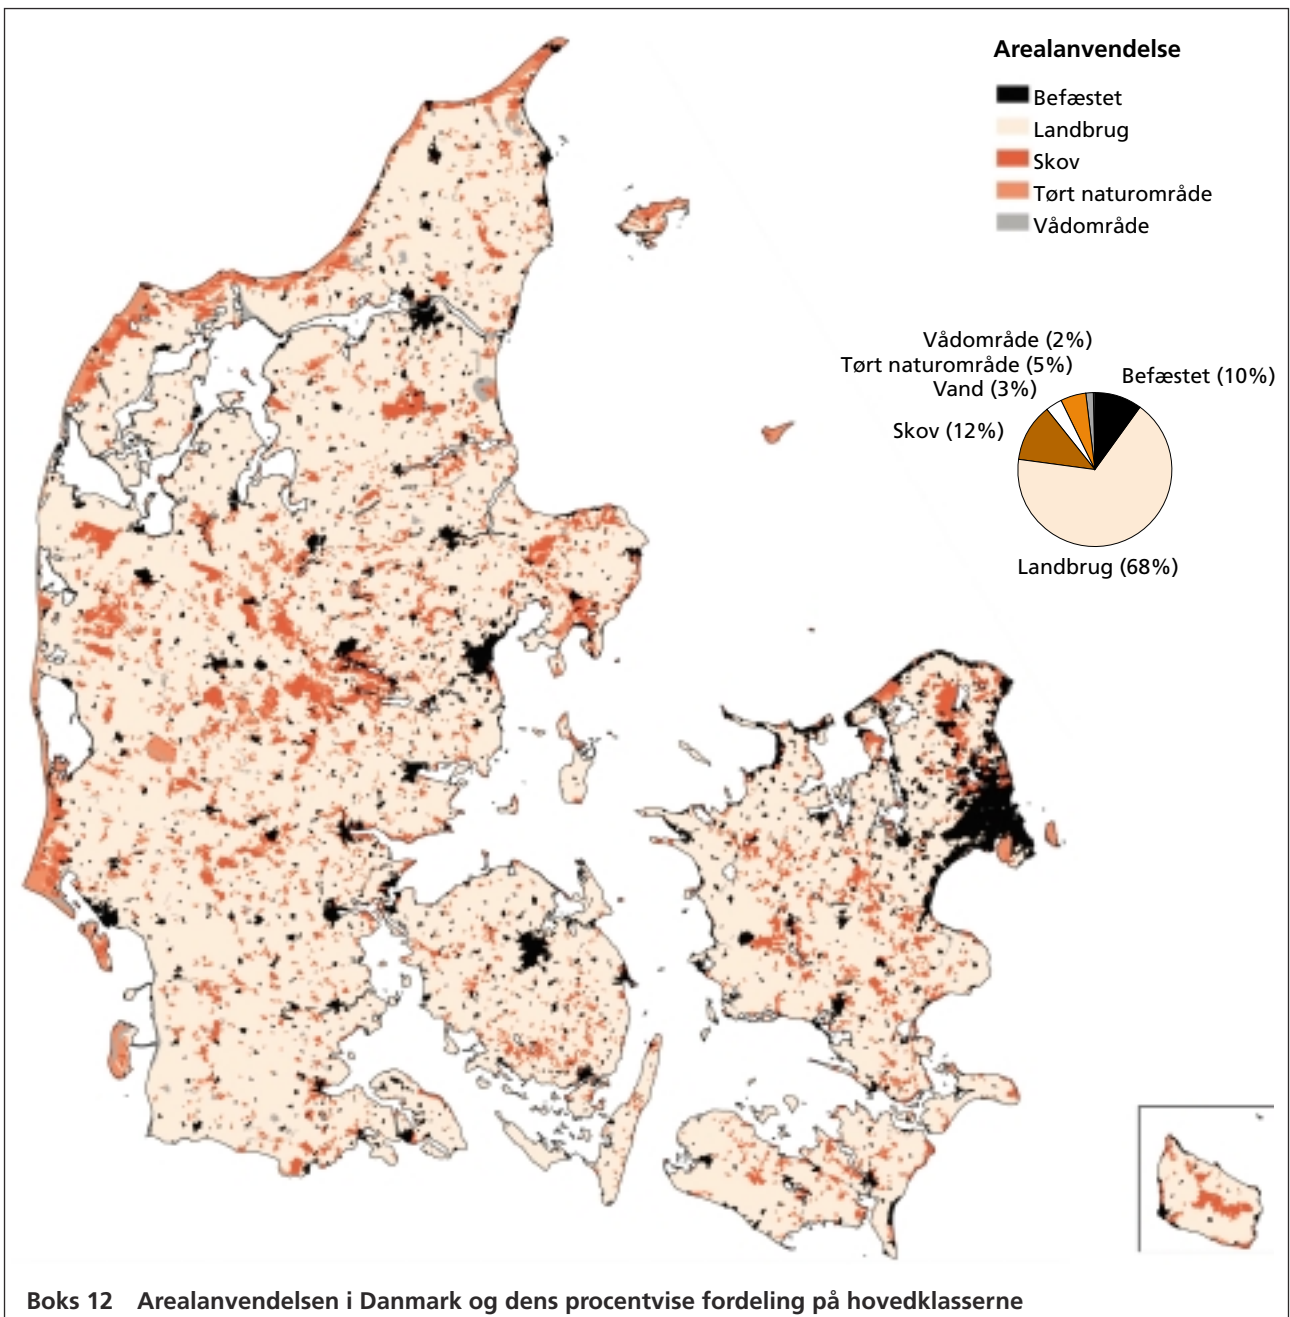 Arealanvendelse
Befæstet
Landbrug
Skov
Tørt naturområde
Vådområde
Vådområde (2%)
Tørt naturområde (5%)
Vand (3%)
Befæstet (10%)
Skov (12%)
Landbrug (68%)
Boks 12 Arealanvendelsen i Danmark og dens procentvise fordeling på hovedklasserne